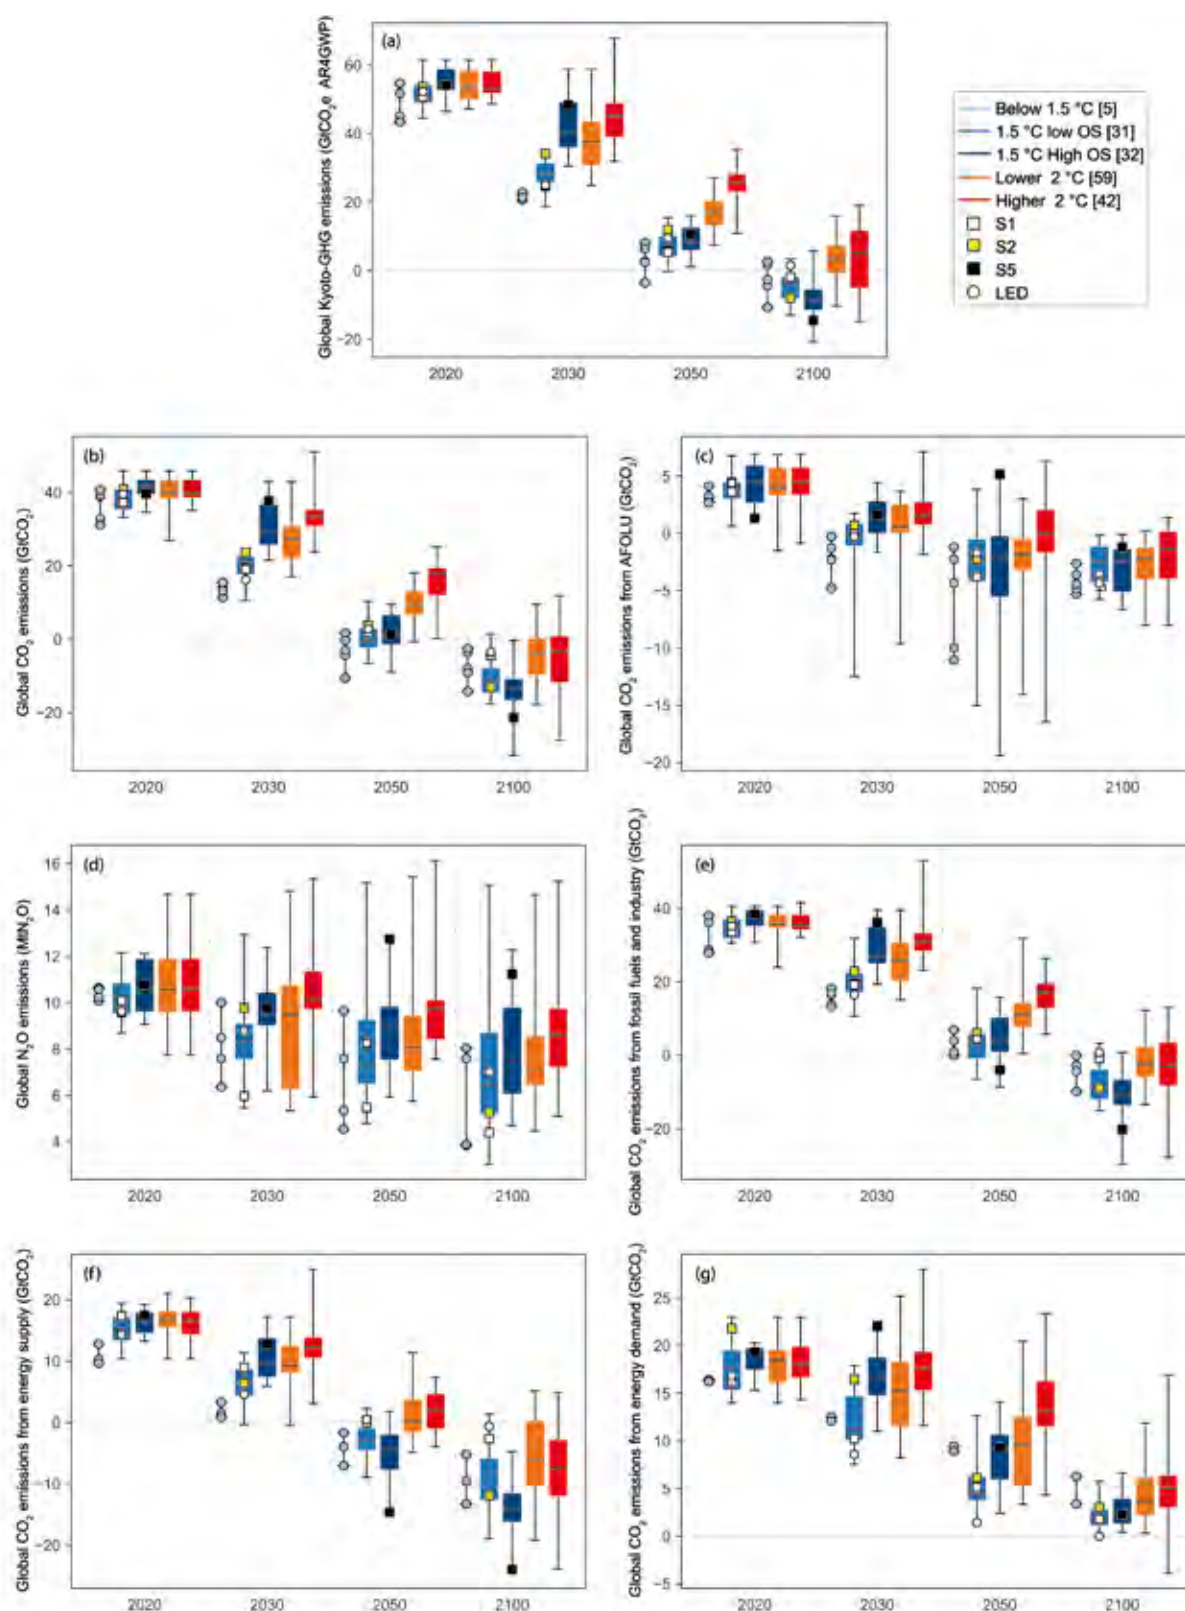 (a)
Global Kyoto-GHG emissions (GtCO₂e AR4GWP)
60
40
20
0
−20
2020 2030 2050 2100
Below 1.5 °C [5]
1.5 °C low OS [31]
1.5 °C High OS [32]
Lower 2 °C [59]
Higher 2 °C [42]
S1
S2
S5
LED
(b)
Global CO₂ emissions (GtCO₂)
40
20
0
−20
2020 2030 2050 2100
(c)
Global CO₂ emissions from AFOLU (GtCO₂)
5
0
−5
−10
−15
−20
2020 2030 2050 2100
(d)
Global N₂O emissions (MtN₂O)
16
14
12
10
8
6
4
2020 2030 2050 2100
(e)
Global CO₂ emissions from fossil fuels and industry (GtCO₂)
40
20
0
−20
2020 2030 2050 2100
(f)
Global CO₂ emissions from energy supply (GtCO₂)
20
10
0
−10
−20
2020 2030 2050 2100
(g)
Global CO₂ emissions from energy demand (GtCO₂)
25
20
15
10
5
0
−5
2020 2030 2050 2100